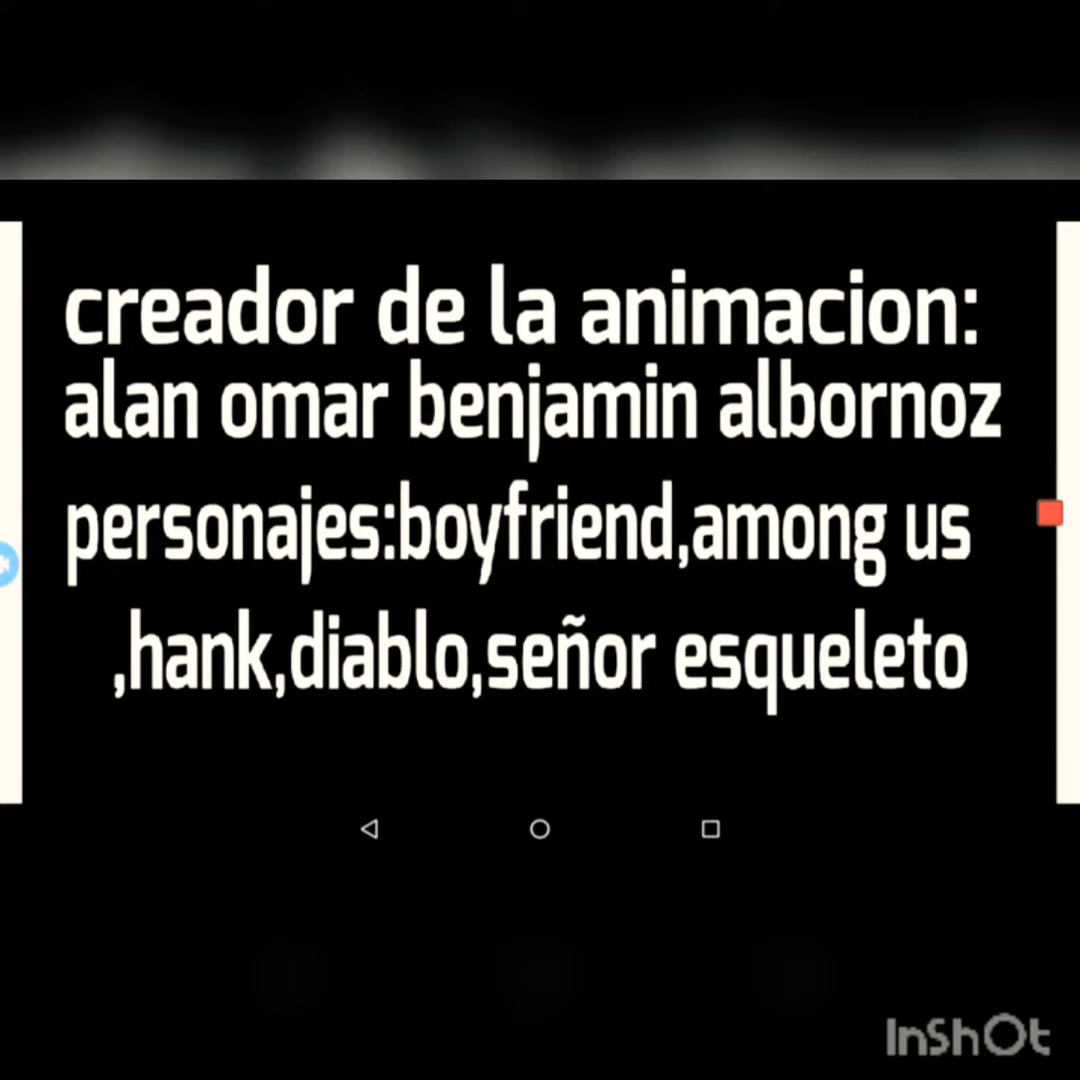 creador de la animacion:
alan omar benjamin albornoz
personajes:boyfriend,among us
,hank,diablo,señor esqueleto
InShOt